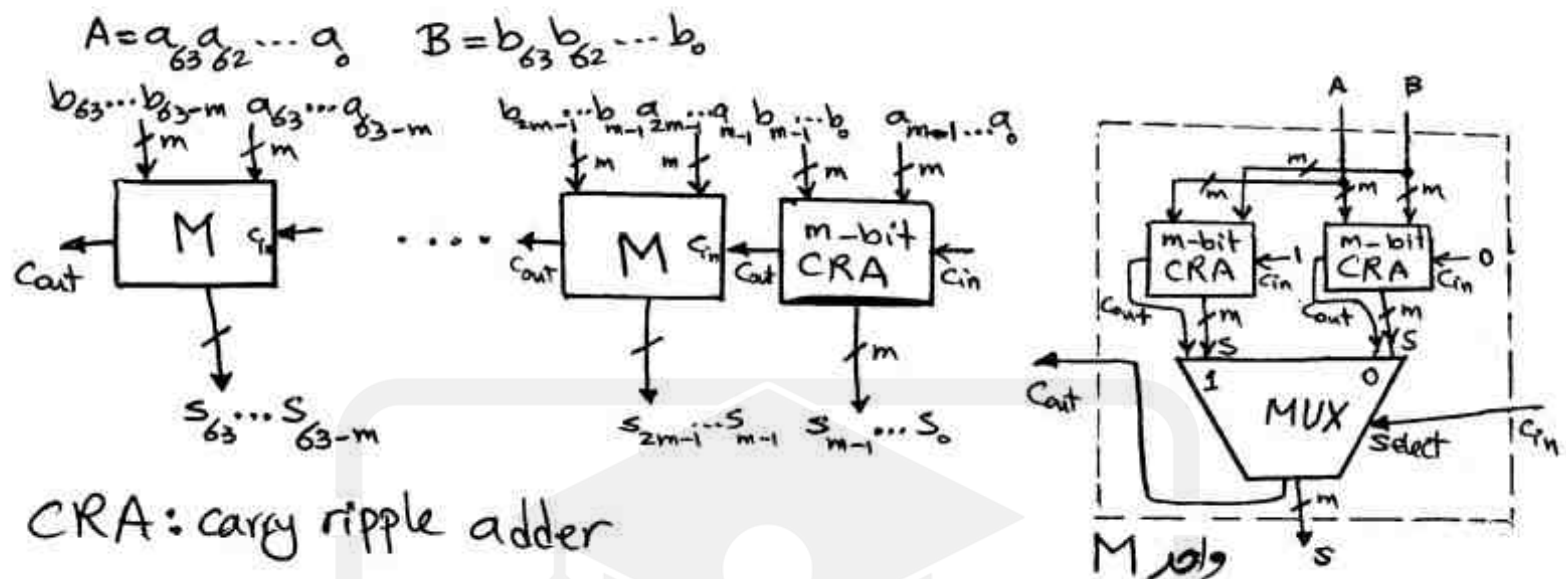 A = a₆₃a₆₂...a₀ B = b₆₃b₆₂...b₀
b₆₃...b₆₃₋ₘ a₆₃...a₆₃₋ₘ b₂ₘ₋₁...bₘ₋₁ a₂ₘ₋₁...aₘ₋₁ bₘ₋₁...b₀ aₘ₋₁...a₀
m m m m m m
M Cin Cout
M Cin Cout
m-bit CRA Cin Cout
m
S₆₃...S₆₃₋ₘ S₂ₘ₋₁...Sₘ₋₁ Sₘ₋₁...S₀
CRA: carry ripple adder
A B
m m m m
m-bit CRA 1 Cin m-bit CRA 0 Cin
Cout m S Cout m S
1 MUX 0
Cout Select Cin
m
S
واحد M